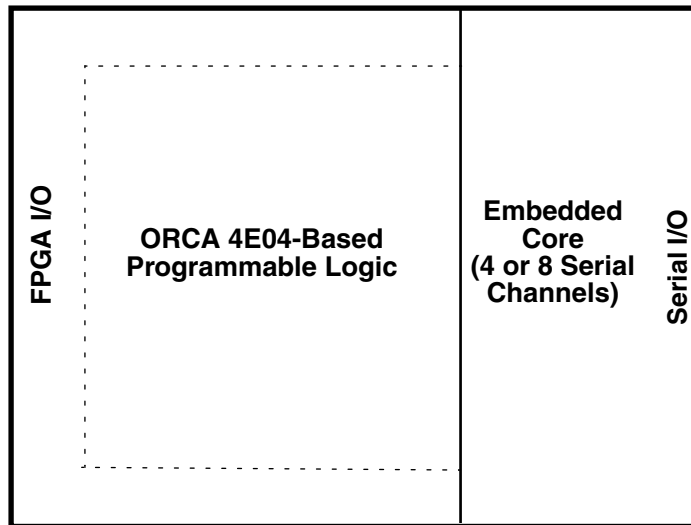 FPGA I/O
ORCA 4E04-Based
Programmable Logic
Embedded
Core
(4 or 8 Serial
Channels)
Serial I/O